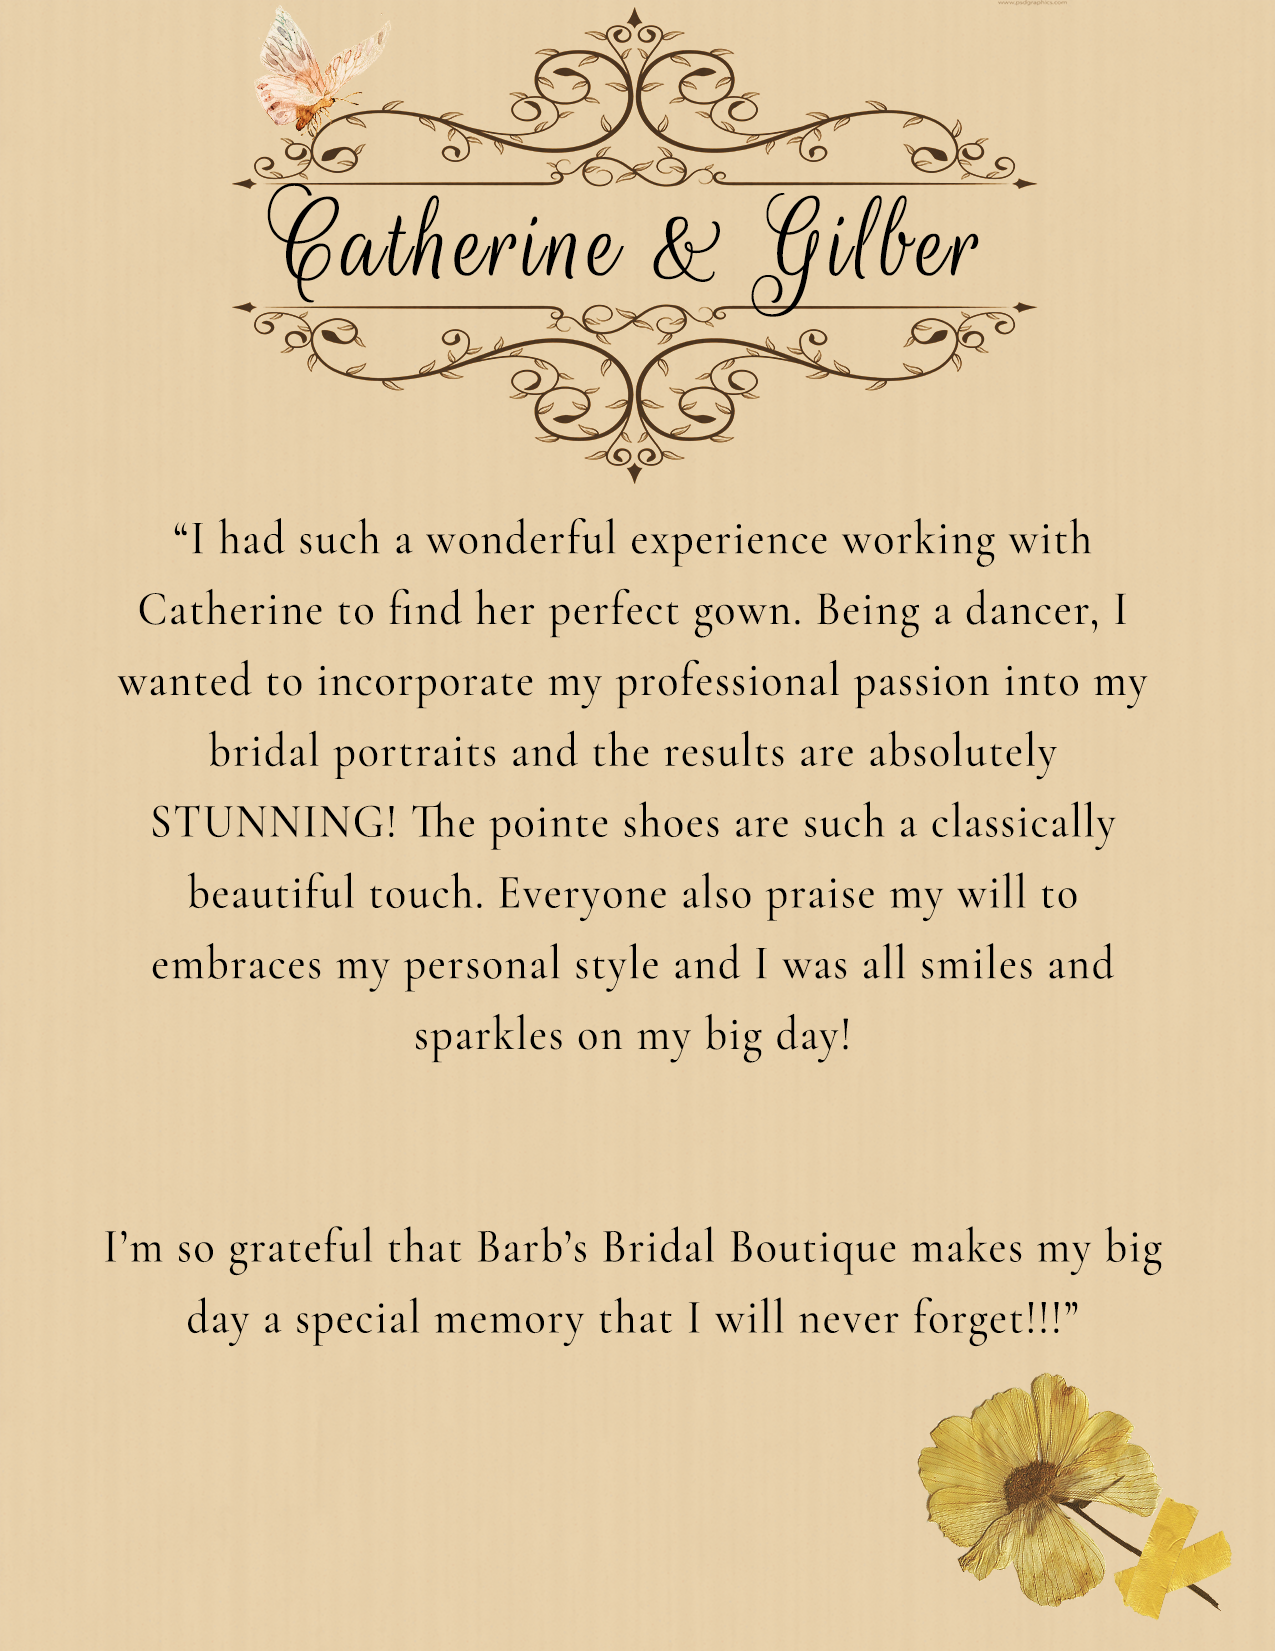 www.psdgraphics.com
Catherine & Gilber
“I had such a wonderful experience working with
Catherine to find her perfect gown. Being a dancer, I
wanted to incorporate my professional passion into my
bridal portraits and the results are absolutely
STUNNING! The pointe shoes are such a classically
beautiful touch. Everyone also praise my will to
embraces my personal style and I was all smiles and
sparkles on my big day!
I’m so grateful that Barb’s Bridal Boutique makes my big
day a special memory that I will never forget!!!”